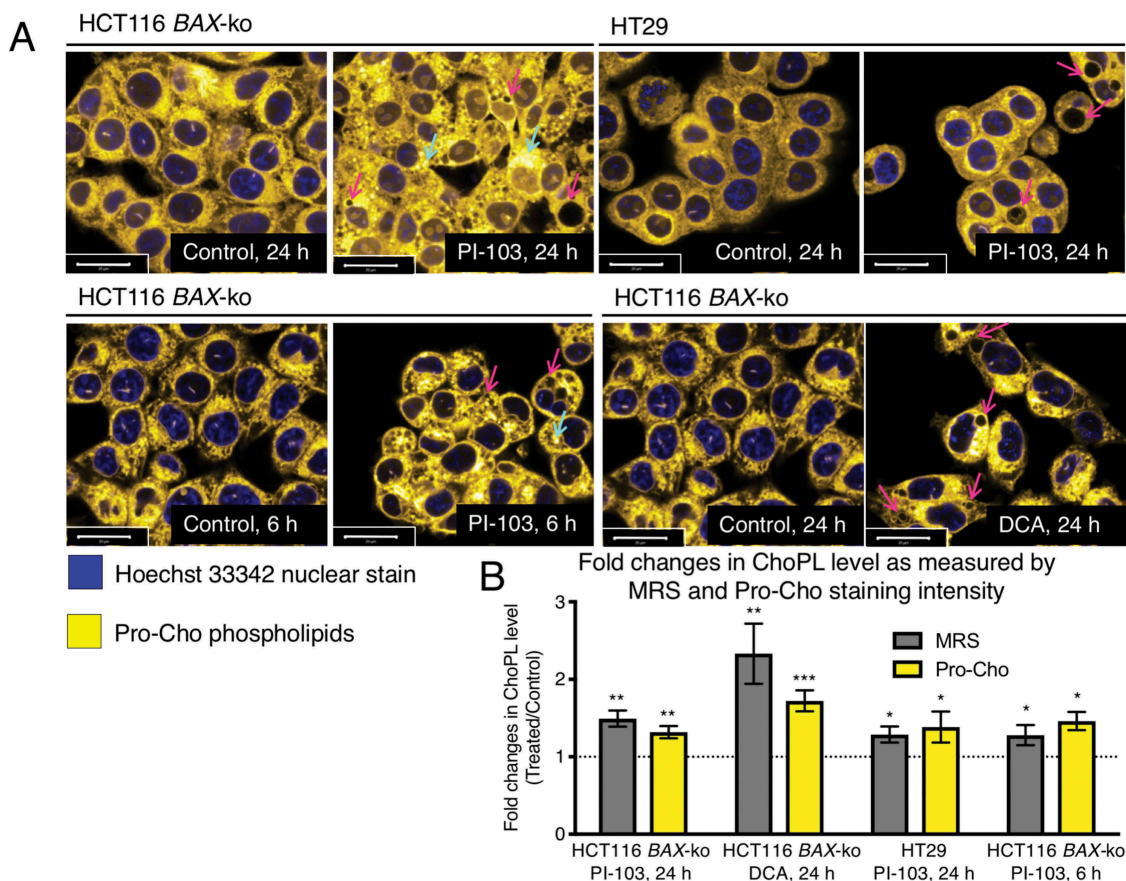 A
HCT116 BAX-ko
HT29
Control, 24 h
PI-103, 24 h
Control, 24 h
PI-103, 24 h
HCT116 BAX-ko
HCT116 BAX-ko
Control, 6 h
PI-103, 6 h
Control, 24 h
DCA, 24 h
Hoechst 33342 nuclear stain
Pro-Cho phospholipids
B
Fold changes in ChoPL level as measured by
MRS and Pro-Cho staining intensity
Fold changes in ChoPL level
(Treated/Control)
3
2
1
0
MRS
Pro-Cho
**
**
**
***
*
*
*
*
HCT116 BAX-ko
PI-103, 24 h
HCT116 BAX-ko
DCA, 24 h
HT29
PI-103, 24 h
HCT116 BAX-ko
PI-103, 6 h